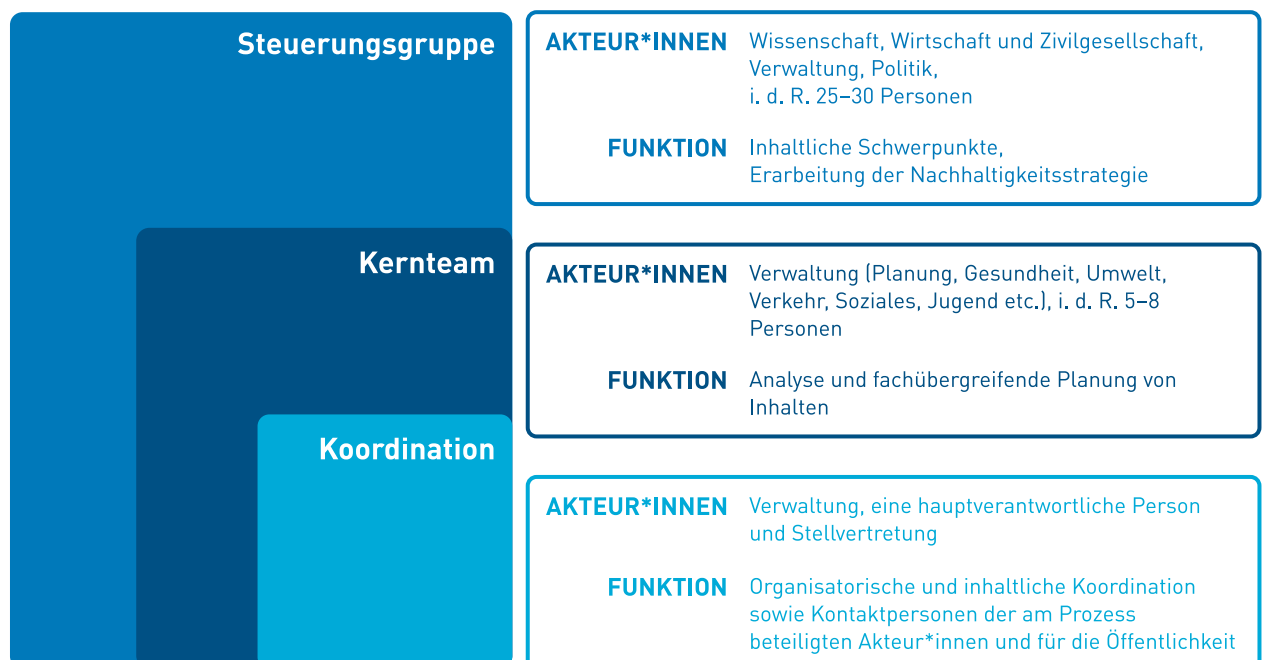 Steuerungsgruppe
AKTEUR*INNEN Wissenschaft, Wirtschaft und Zivilgesellschaft,
Verwaltung, Politik,
i. d. R. 25–30 Personen
FUNKTION Inhaltliche Schwerpunkte,
Erarbeitung der Nachhaltigkeitsstrategie
Kernteam
AKTEUR*INNEN Verwaltung (Planung, Gesundheit, Umwelt,
Verkehr, Soziales, Jugend etc.), i. d. R. 5–8
Personen
FUNKTION Analyse und fachübergreifende Planung von
Inhalten
Koordination
AKTEUR*INNEN Verwaltung, eine hauptverantwortliche Person
und Stellvertretung
FUNKTION Organisatorische und inhaltliche Koordination
sowie Kontaktpersonen der am Prozess
beteiligten Akteur*innen und für die Öffentlichkeit